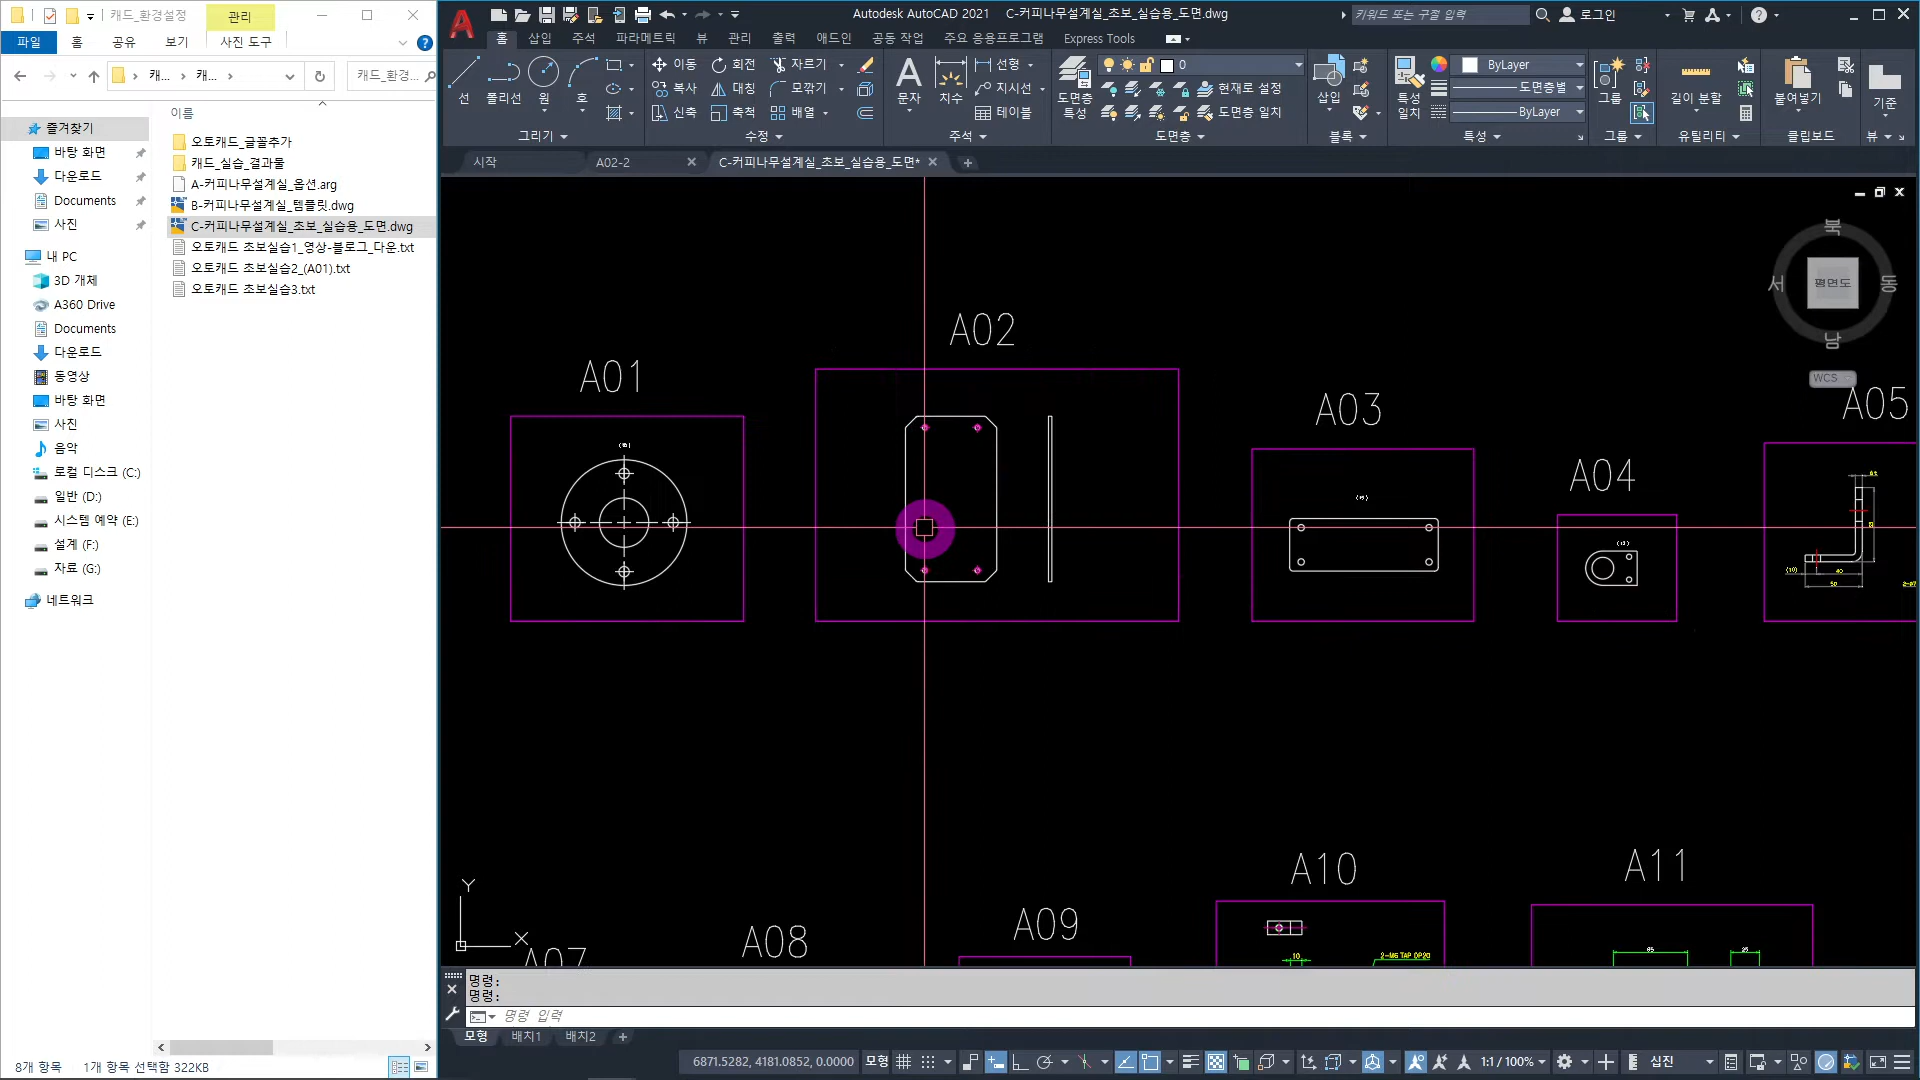 캐드_환경설정
관리
파일
홈
공유
보기
사진 도구
캐...
캐...
캐드_환경...
이름
즐겨찾기
바탕 화면
다운로드
Documents
사진
내 PC
3D 개체
A360 Drive
Documents
다운로드
동영상
바탕 화면
사진
음악
로컬 디스크 (C:)
일반 (D:)
시스템 예약 (E:)
설계 (F:)
자료 (G:)
네트워크
오토캐드_글꼴추가
캐드_실습_결과물
A-커피나무설계실_옵션.arg
B-커피나무설계실_템플릿.dwg
C-커피나무설계실_초보_실습용_도면.dwg
오토캐드 초보실습1_영상-블로그_다운.txt
오토캐드 초보실습2_(A01).txt
오토캐드 초보실습3.txt
8개 항목
1개 항목 선택함 322KB
Autodesk AutoCAD 2021 C-커피나무설계실_초보_실습용_도면.dwg
키워드 또는 구절 입력
로그인
홈 삽입 주석 파라메트릭 뷰 관리 출력 애드인 공동 작업 주요 응용프로그램 Express Tools
선
폴리선
원
호
그리기
이동
회전
자르기
복사
대칭
모깎기
신축
축척
배열
수정
문자
치수
선형
지시선
테이블
주석
도면층
특성
0
현재로 설정
도면층 일치
도면층
삽입
블록
특성
일치
ByLayer
도면층별
ByLayer
특성
그룹
그룹
길이 분할
유틸리티
붙여넣기
클립보드
기준
뷰
시작
A02-2
C-커피나무설계실_초보_실습용_도면*
북
서
평면도
동
남
WCS
A01
A02
A03
A04
A05
50
40
A07
A08
A09
A10
A11
10
2-M6 TAP DP20
25
Y
X
명령:
명령:
명령 입력
모형
배치1
배치2
6871.5282, 4181.0852, 0.0000
모형
1:1 / 100%
십진